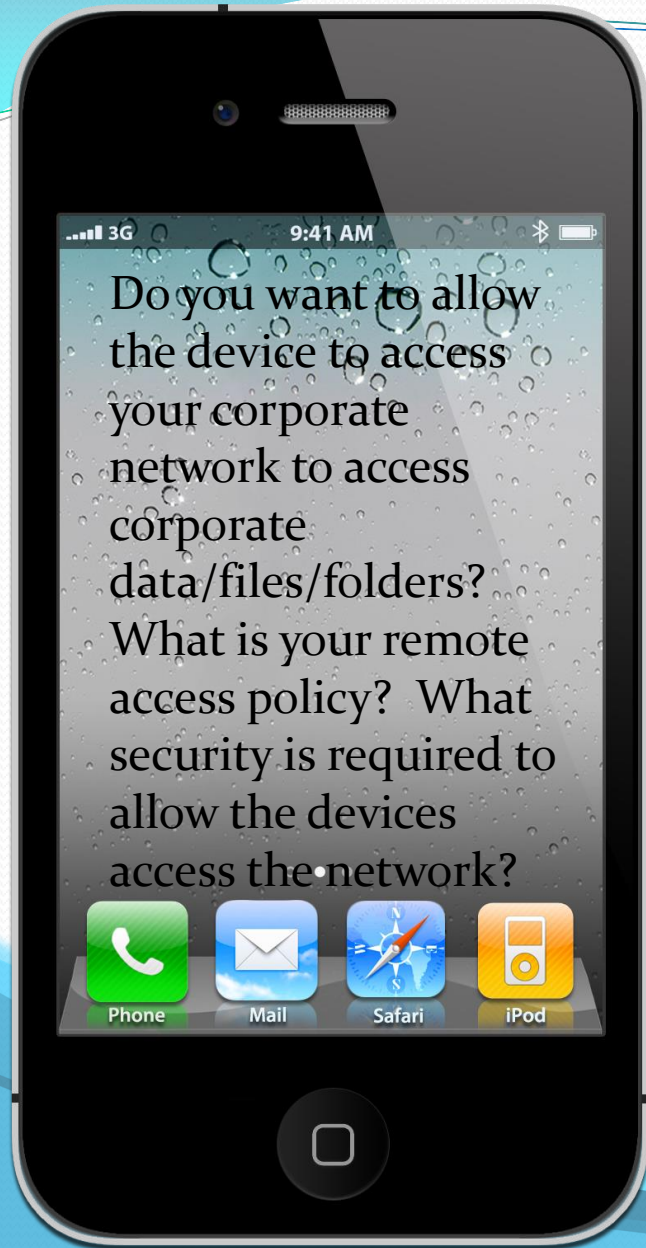 3G 9:41 AM
Do you want to allow
the device to access
your corporate
network to access
corporate
data/files/folders?
What is your remote
access policy?  What
security is required to
allow the devices
access the network?
Phone Mail Safari iPod
N
S